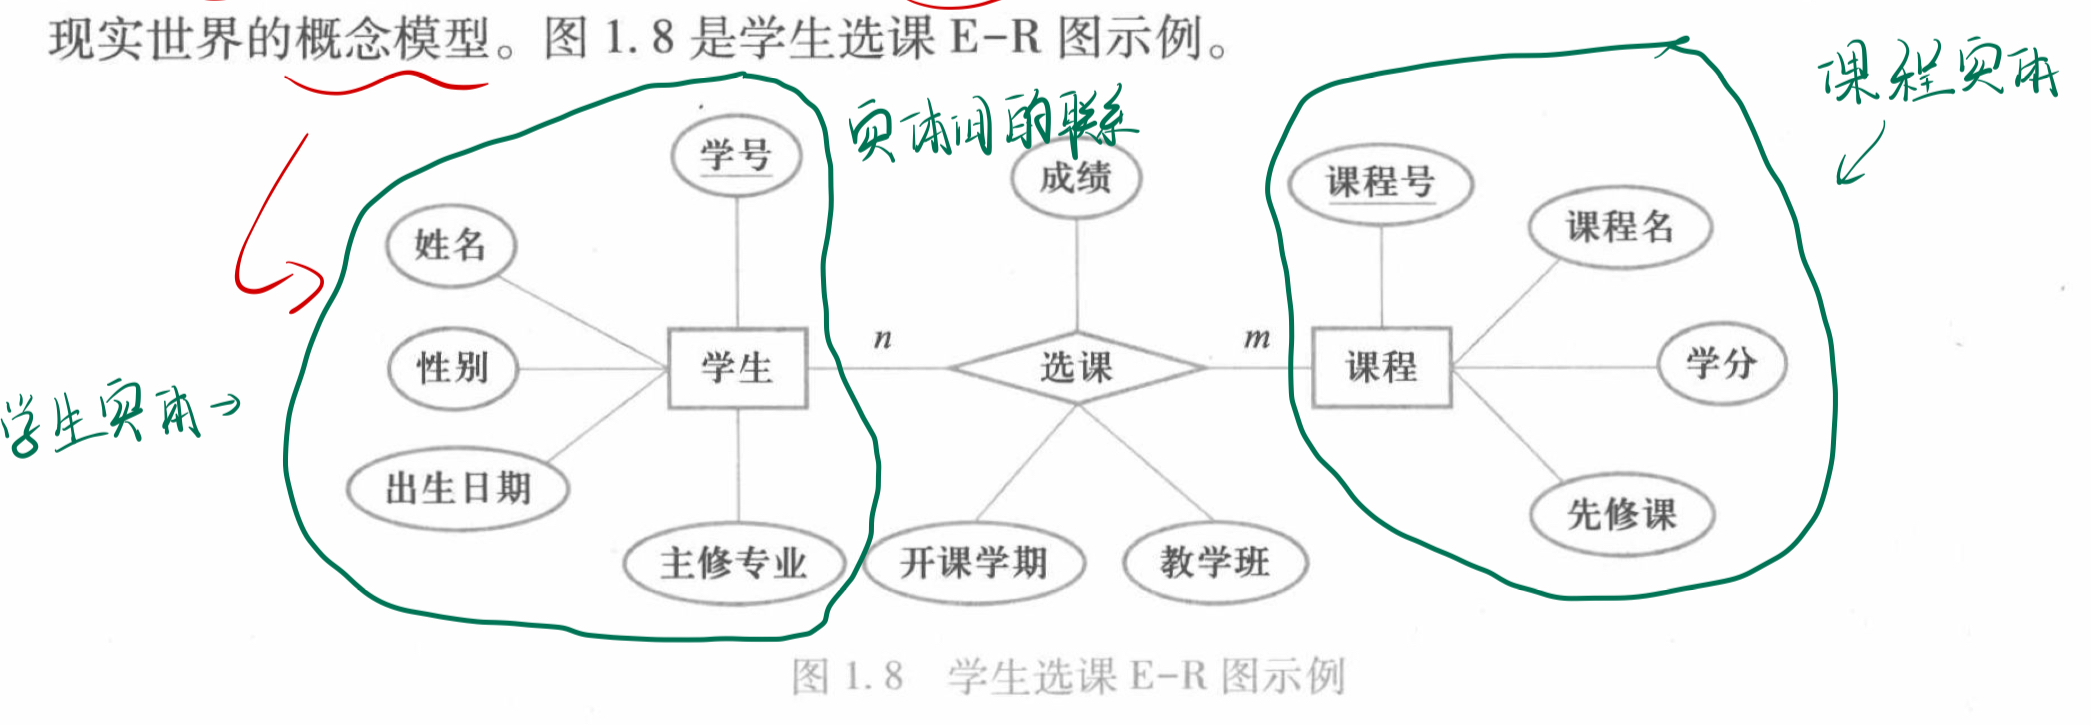 现实世界的概念模型。图 1.8 是学生选课 E-R 图示例。
课程实体
实体间的联系
学号
成绩
课程号
姓名
课程名
n
m
性别
学生
选课
课程
学分
学生实体→
出生日期
先修课
主修专业
开课学期
教学班
图 1.8 学生选课 E-R 图示例